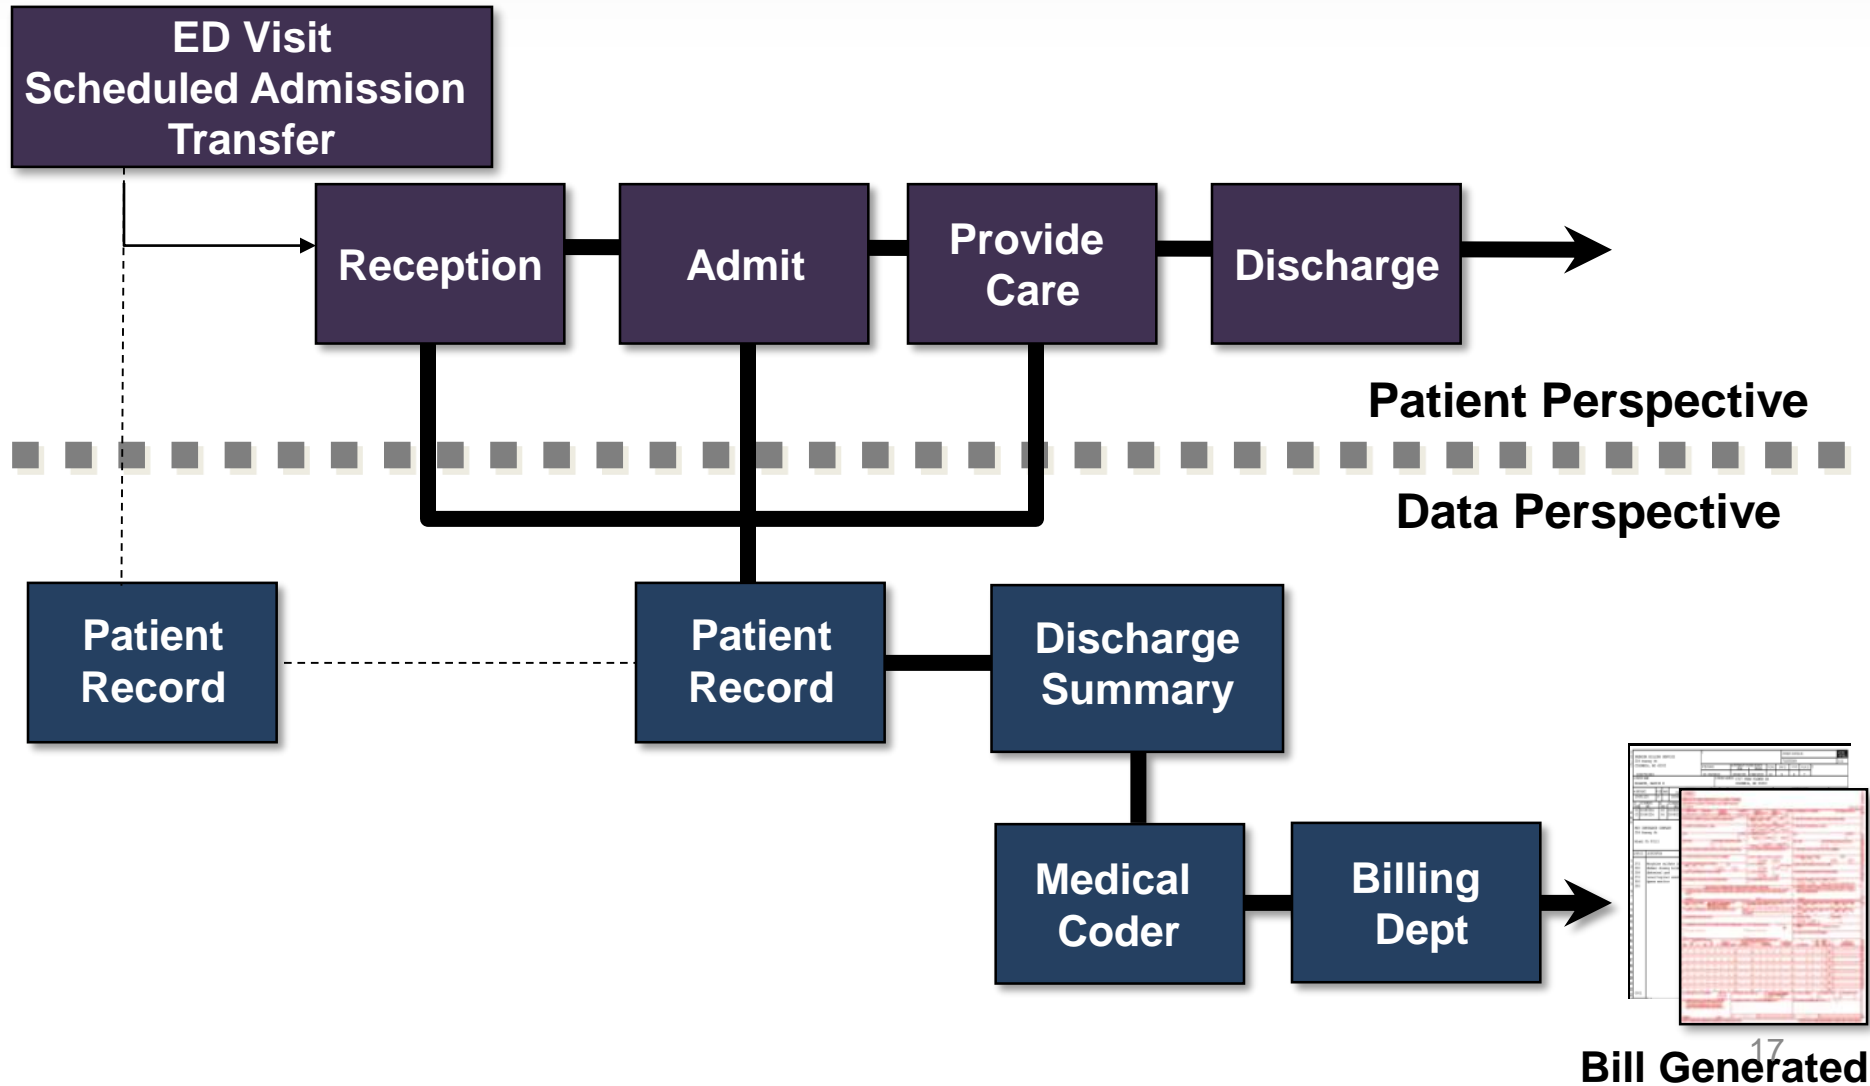 ED Visit
Scheduled Admission
Transfer
Reception
Admit
Provide
Care
Discharge
Patient Perspective
Data Perspective
Patient
Record
Patient
Record
Discharge
Summary
Medical
Coder
Billing
Dept
17
Bill Generated